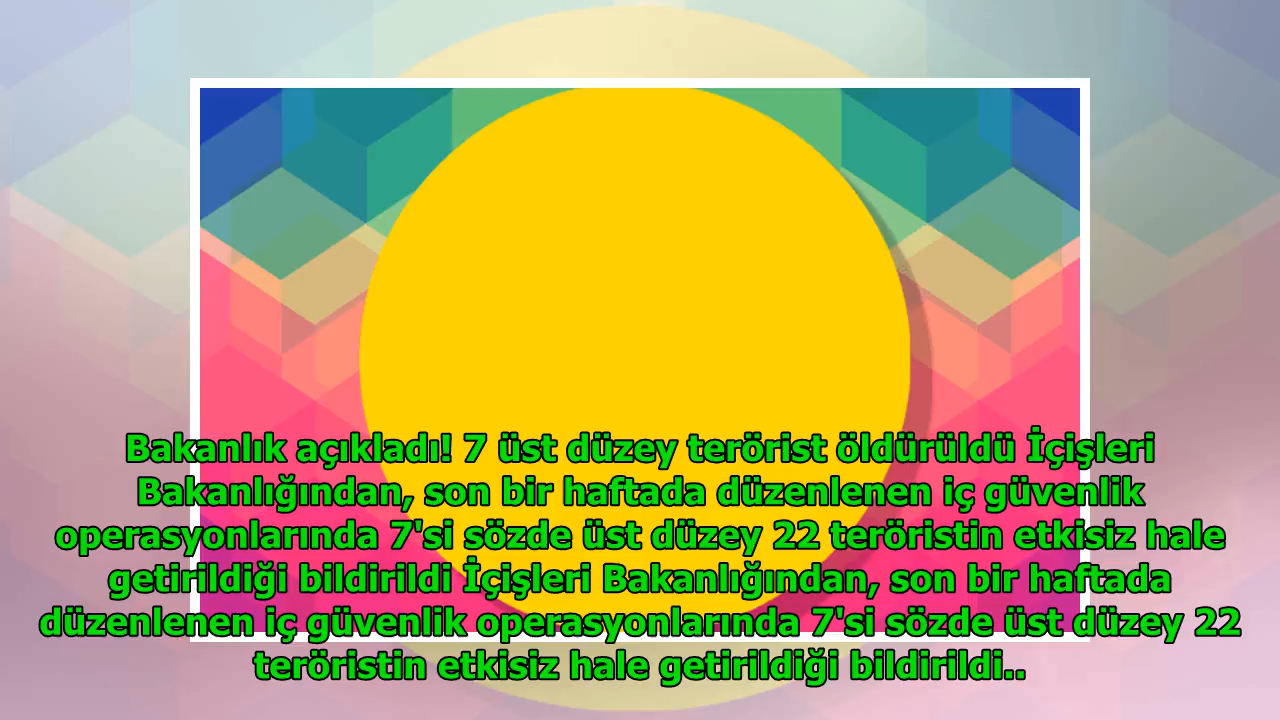 Bakanlık açıkladı! 7 üst düzey terörist öldürüldü İçişleri
Bakanlığından, son bir haftada düzenlenen iç güvenlik
operasyonlarında 7'si sözde üst düzey 22 teröristin etkisiz hale
getirildiği bildirildi İçişleri Bakanlığından, son bir haftada
düzenlenen iç güvenlik operasyonlarında 7'si sözde üst düzey 22
teröristin etkisiz hale getirildiği bildirildi..